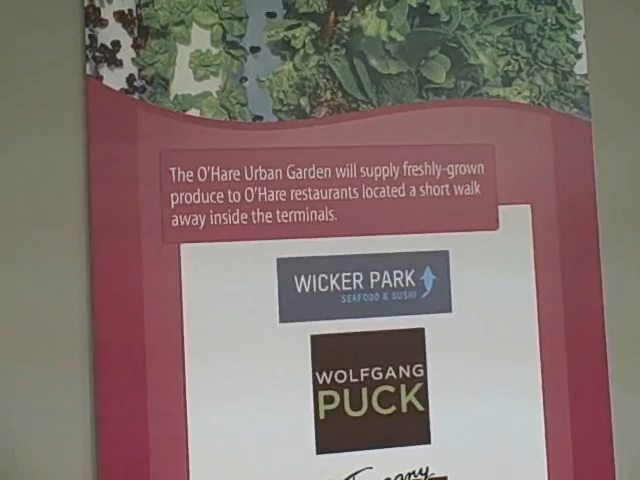 The O'Hare Urban Garden will supply freshly-grown
produce to O'Hare restaurants located a short walk
away inside the terminals.
WICKER PARK
SEAFOOD & SUSHI
WOLFGANG
PUCK